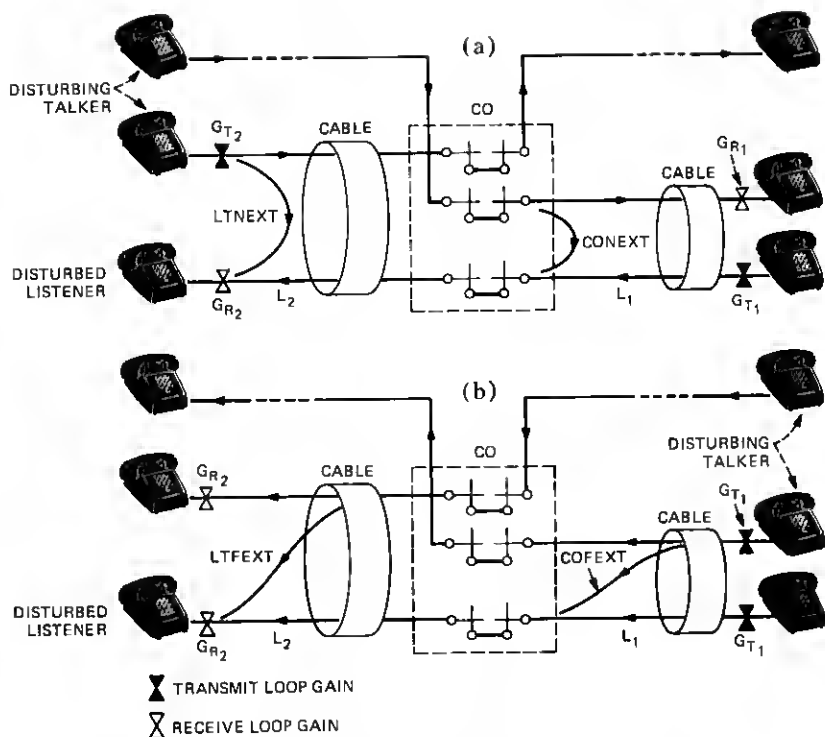 (a)
DISTURBING
TALKER
CO
G_T2
CABLE
G_R1
CABLE
LTNEXT
CONEXT
DISTURBED
LISTENER
G_R2
L_2
L_1
G_T1
(b)
DISTURBING
TALKER
CO
G_R2
CABLE
G_T1
CABLE
LTFEXT
COFEXT
DISTURBED
LISTENER
G_R2
L_2
L_1
G_T1
TRANSMIT LOOP GAIN
RECEIVE LOOP GAIN